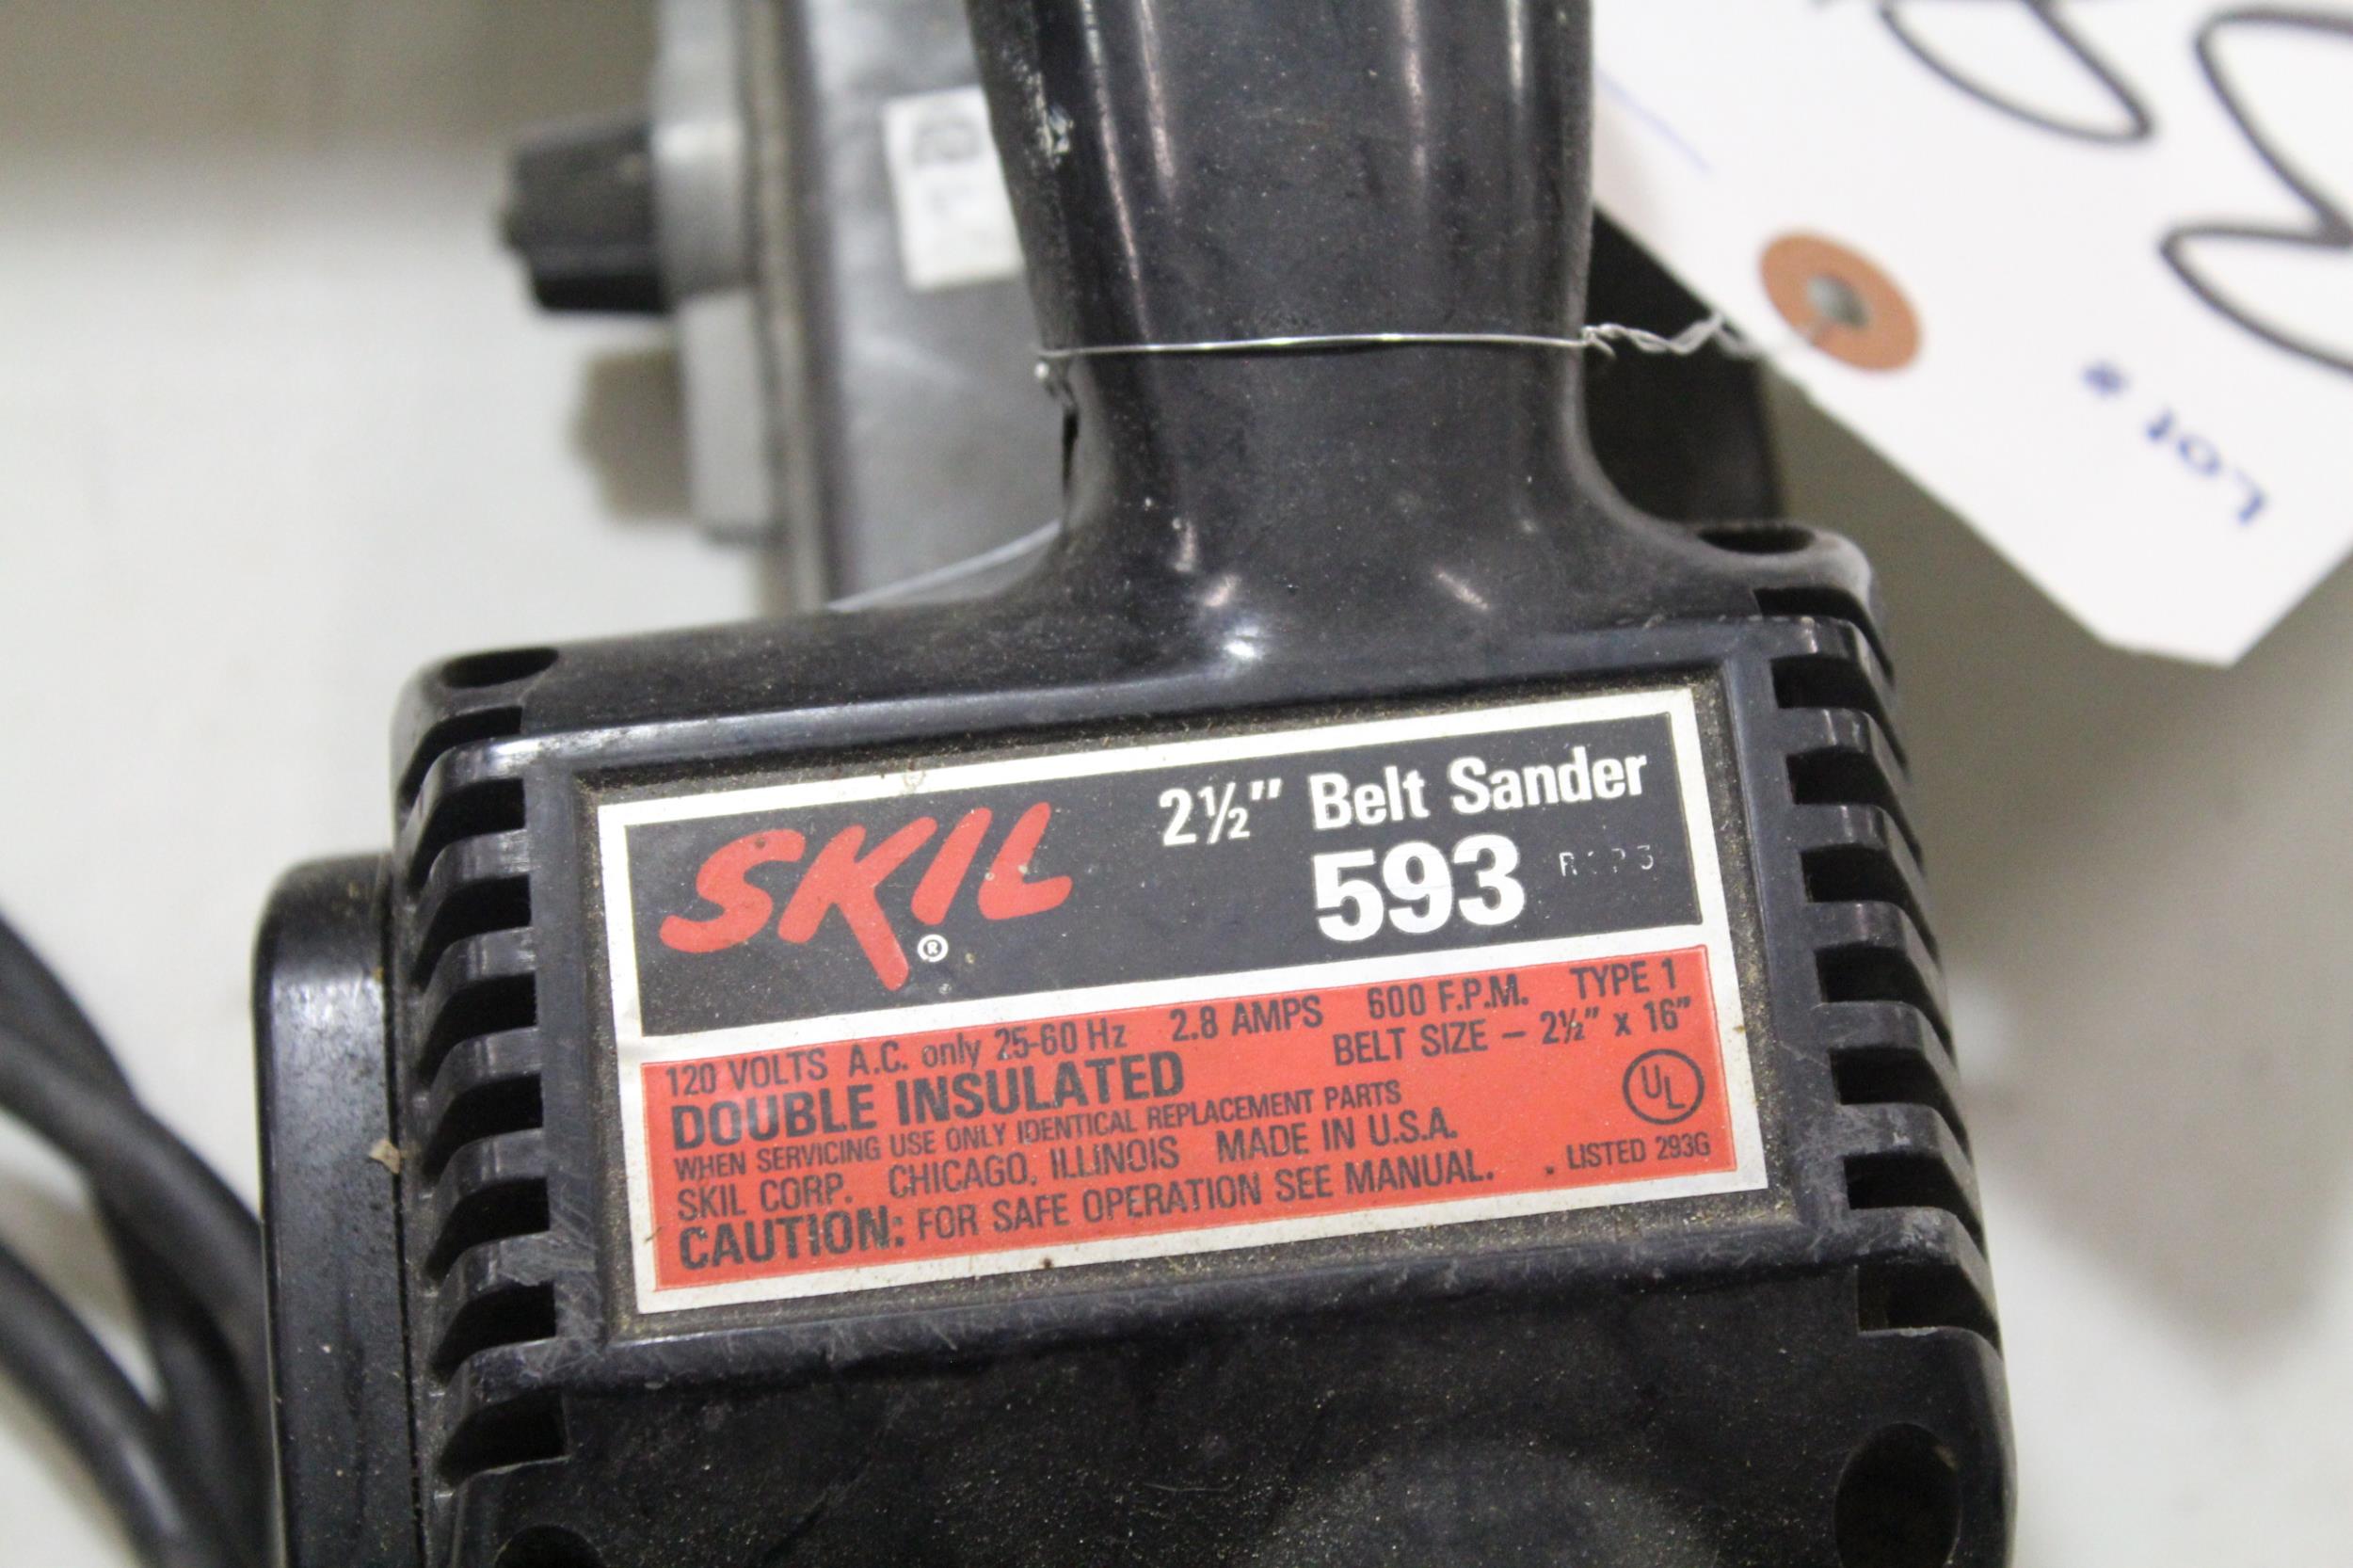 Lot #
SKIL®
2½" Belt Sander
593
120 VOLTS A.C. only 25-60 Hz 2.8 AMPS 600 F.P.M. TYPE 1
DOUBLE INSULATED BELT SIZE – 2½" x 16"
WHEN SERVICING USE ONLY IDENTICAL REPLACEMENT PARTS
SKIL CORP. CHICAGO, ILLINOIS MADE IN U.S.A.
CAUTION: FOR SAFE OPERATION SEE MANUAL.
UL
LISTED 293G